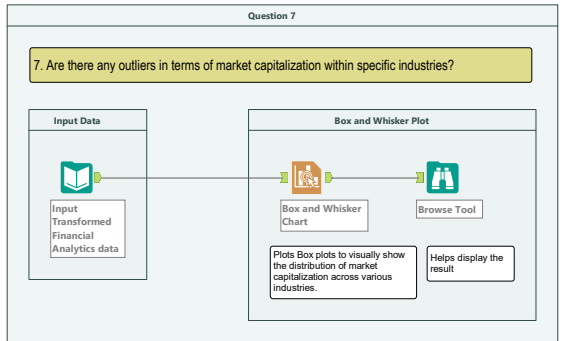 Question 7
7. Are there any outliers in terms of market capitalization within specific industries?
Input Data
Input
Transformed
Financial
Analytics data
Box and Whisker Plot
Box and Whisker
Chart
Browse Tool
Plots Box plots to visually show
the distribution of market
capitalization across various
industries.
Helps display the
result